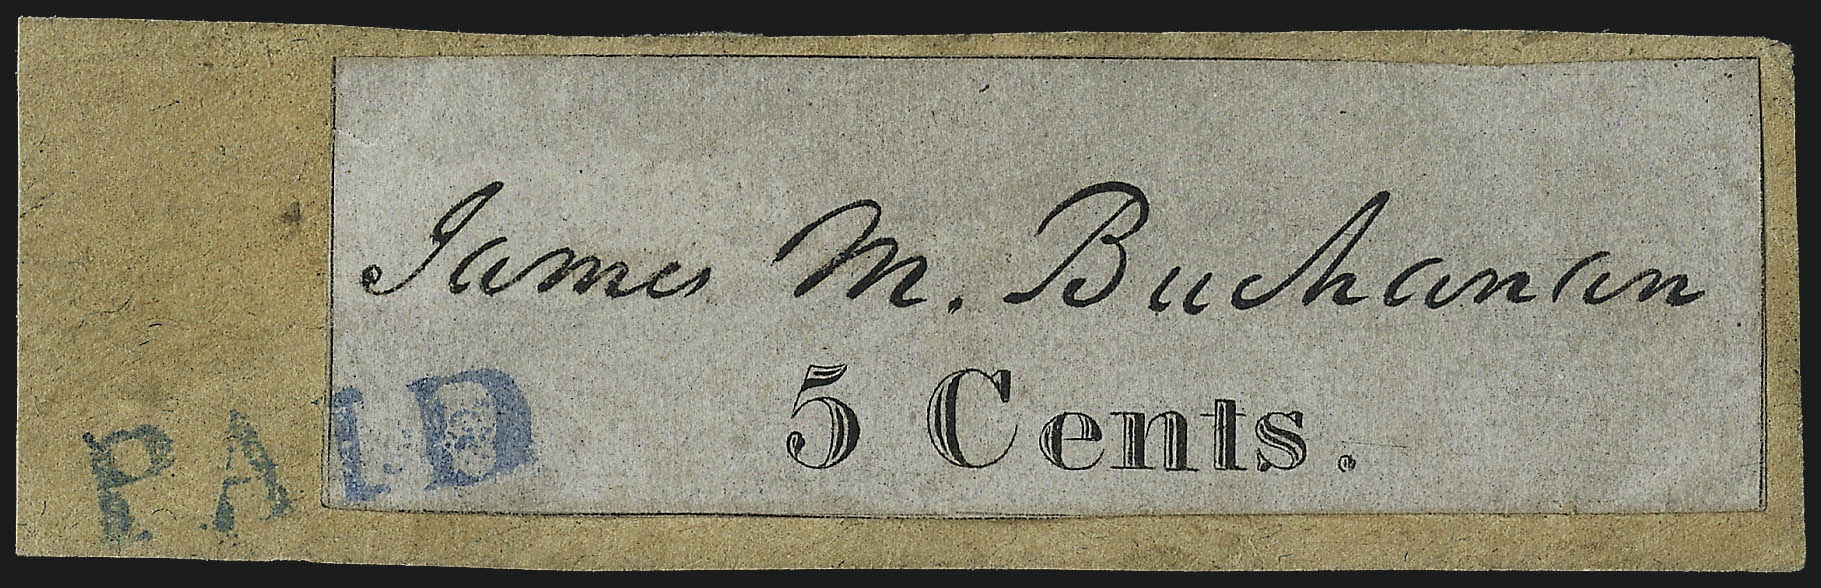 James M. Buchanan
5 Cents.
PAID